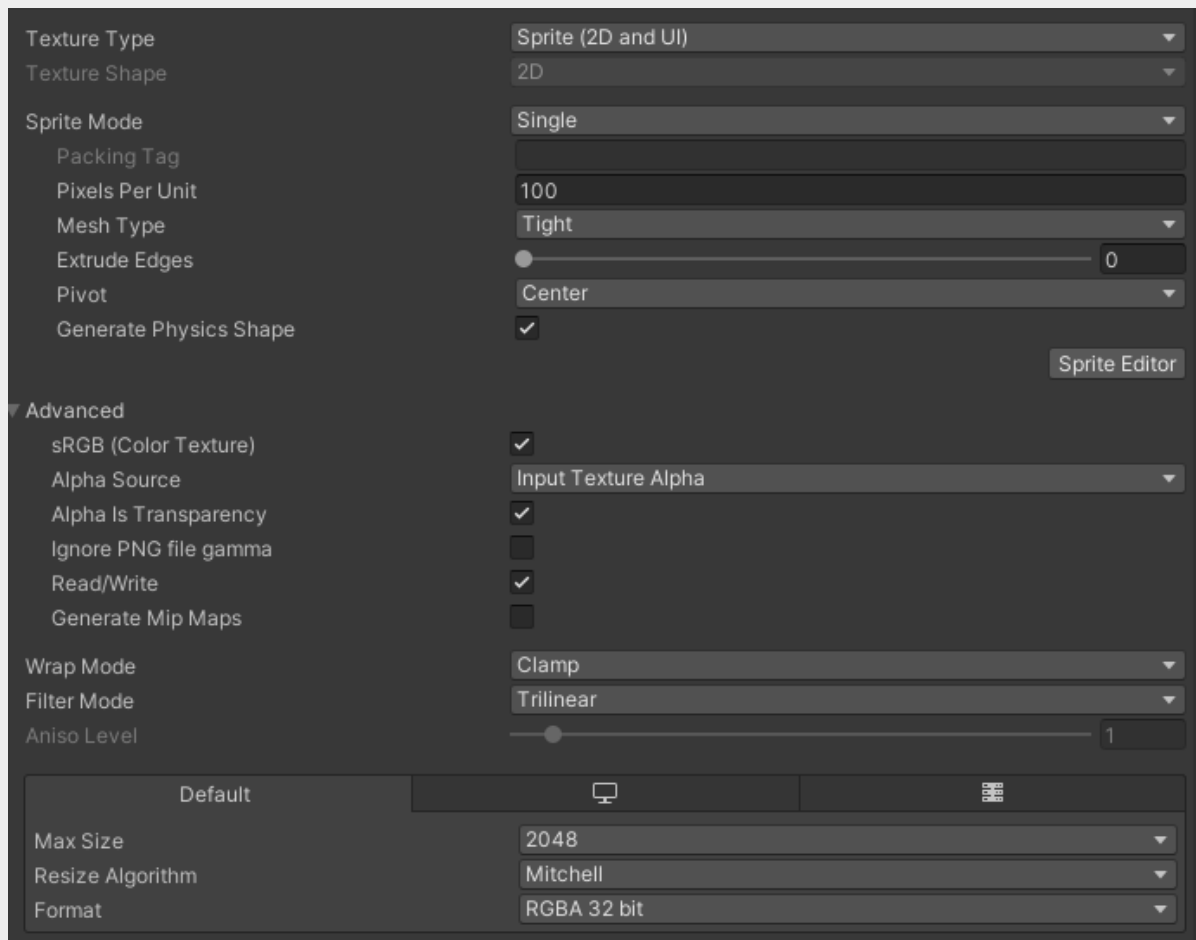 Texture Type Sprite (2D and UI)
Texture Shape 2D
Sprite Mode Single
Packing Tag
Pixels Per Unit 100
Mesh Type Tight
Extrude Edges 0
Pivot Center
Generate Physics Shape
Sprite Editor
Advanced
sRGB (Color Texture)
Alpha Source Input Texture Alpha
Alpha Is Transparency
Ignore PNG file gamma
Read/Write
Generate Mip Maps
Wrap Mode Clamp
Filter Mode Trilinear
Aniso Level 1
Default
Max Size 2048
Resize Algorithm Mitchell
Format RGBA 32 bit